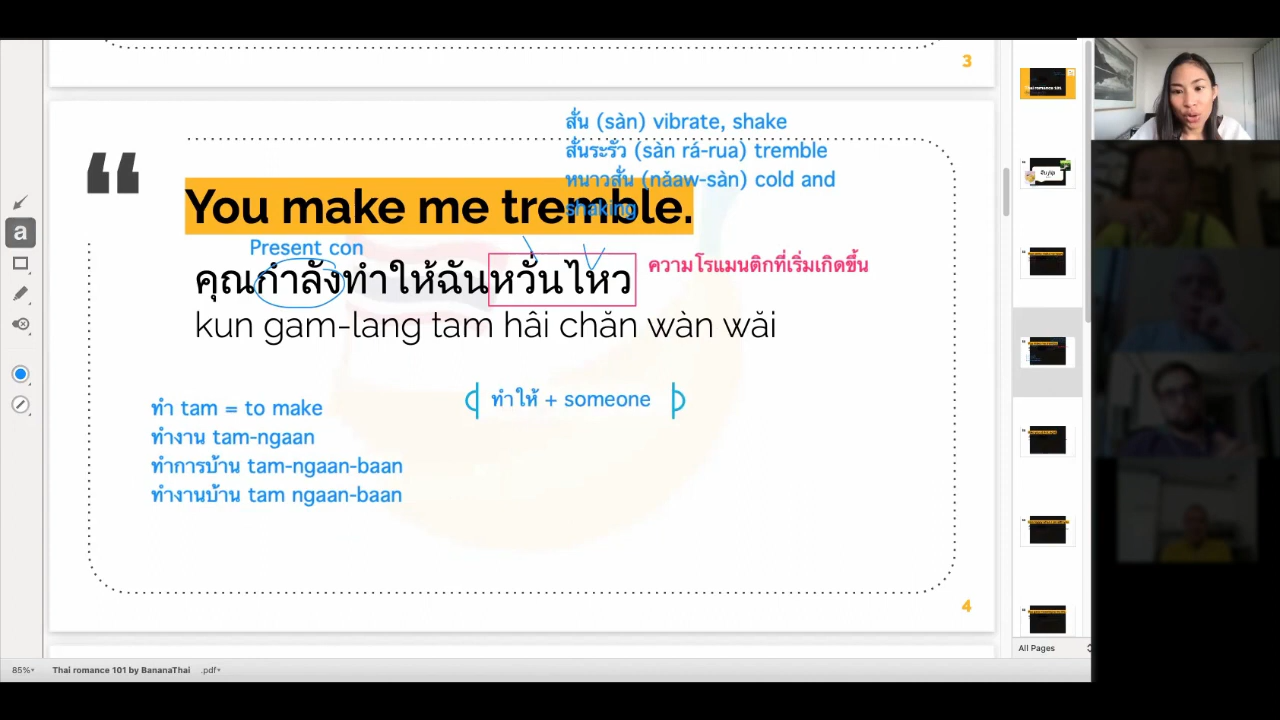 3
สั่น (sàn) vibrate, shake
สั่นระรัว (sàn rá-rua) tremble
หนาวสั่น (nǎaw-sàn) cold and
shaking
You make me tremble.
Present con
คุณกำลังทำให้ฉันหวั่นไหว
ความโรแมนติกที่เริ่มเกิดขึ้น
kun gam-lang tam hâi chăn wàn wăi
ทำให้ + someone
ทำ tam = to make
ทำงาน tam-ngaan
ทำการบ้าน tam-ngaan-baan
ทำงานบ้าน tam ngaan-baan
4
a
85%
Thai romance 101 by BananaThai
.pdf
All Pages